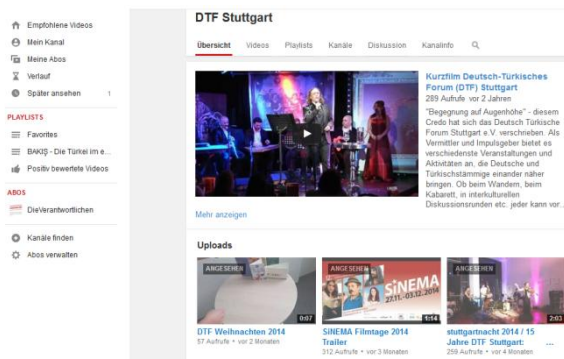 DTF Stuttgart
Empfohlene Videos
Mein Kanal
Meine Abos
Verlauf
Später ansehen 1
PLAYLISTS
Favorites
BAKIŞ - Die Türkei im e...
Positiv bewertete Videos
ABOS
DieVerantwortlichen
Kanäle finden
Abos verwalten
Übersicht Videos Playlists Kanäle Diskussion Kanalinfo
Kurzfilm Deutsch-Türkisches
Forum (DTF) Stuttgart
289 Aufrufe vor 2 Jahren
"Begegnung auf Augenhöhe" - diesem
Credo hat sich das Deutsch Türkische
Forum Stuttgart e.V. verschrieben. Als
Vermittler und Impulsgeber bietet es
verschiedenste Veranstaltungen und
Aktivitäten an, die Deutsche und
Türkischstämmige einander näher
bringen. Ob beim Wandern, beim
Kabarett, in interkulturellen
Diskussionsrunden etc. jeder kann vor...
Mehr anzeigen
Uploads
ANGESEHEN
0:07
DTF Weihnachten 2014
57 Aufrufe • vor 2 Monaten
ANGESEHEN
SiNEMA
27.11.-03.12.2014
1:14
SiNEMA Filmtage 2014
Trailer
312 Aufrufe • vor 3 Monaten
ANGESEHEN
2:03
stuttgartnacht 2014 / 15
Jahre DTF Stuttgart: ...
259 Aufrufe • vor 4 Monaten